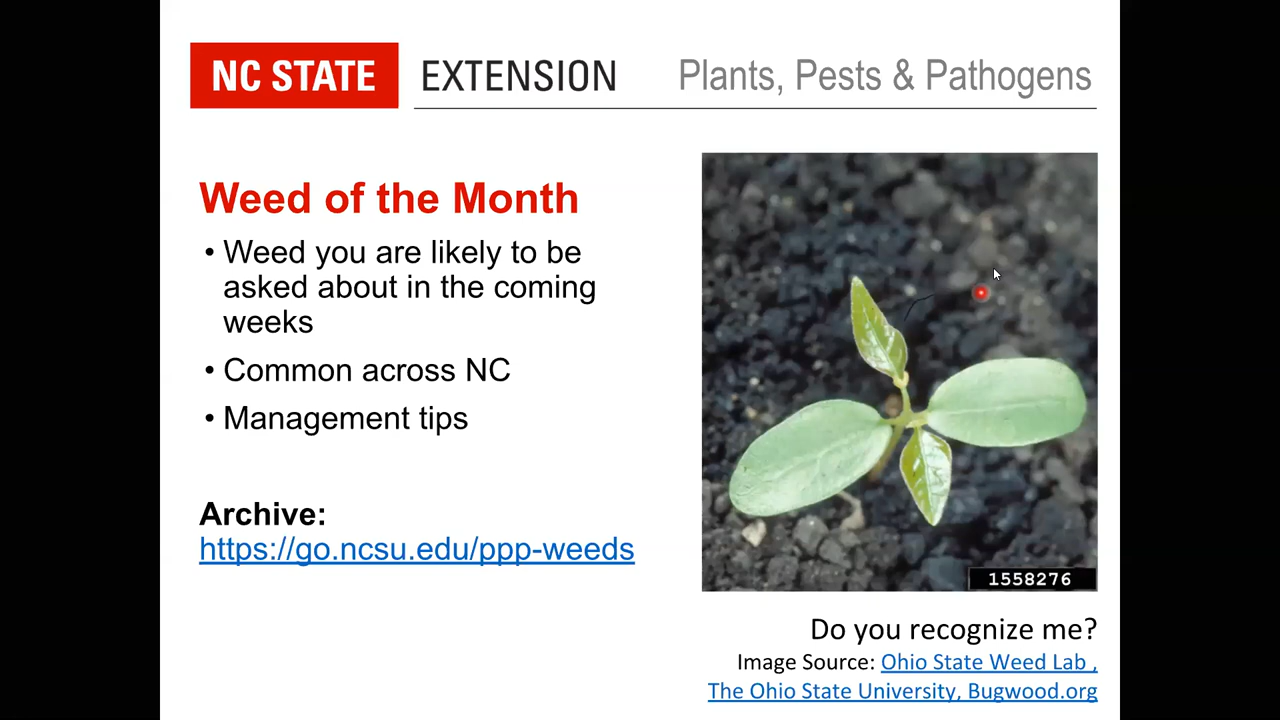 NC STATE EXTENSION Plants, Pests & Pathogens
Weed of the Month
• Weed you are likely to be
asked about in the coming
weeks
• Common across NC
• Management tips
Archive:
https://go.ncsu.edu/ppp-weeds
1558276
Do you recognize me?
Image Source: Ohio State Weed Lab ,
The Ohio State University, Bugwood.org